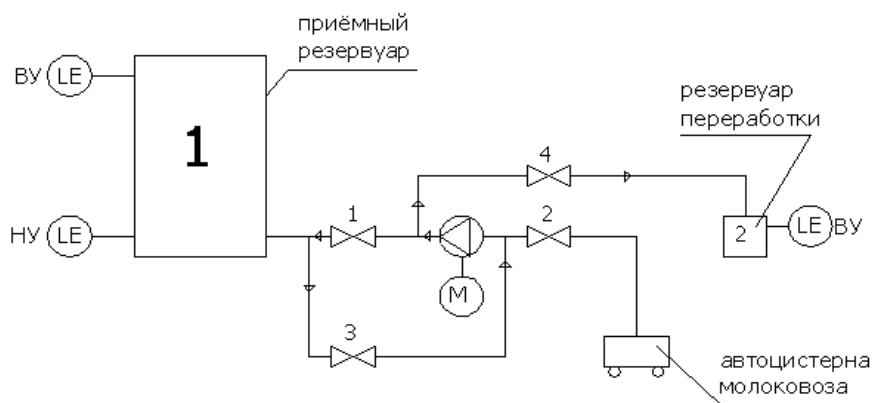 приёмный
резервуар
ВУ LE
1
резервуар
переработки
4
1
2
НУ LE
2 LE ВУ
M
3
автоцистерна
молоковоза